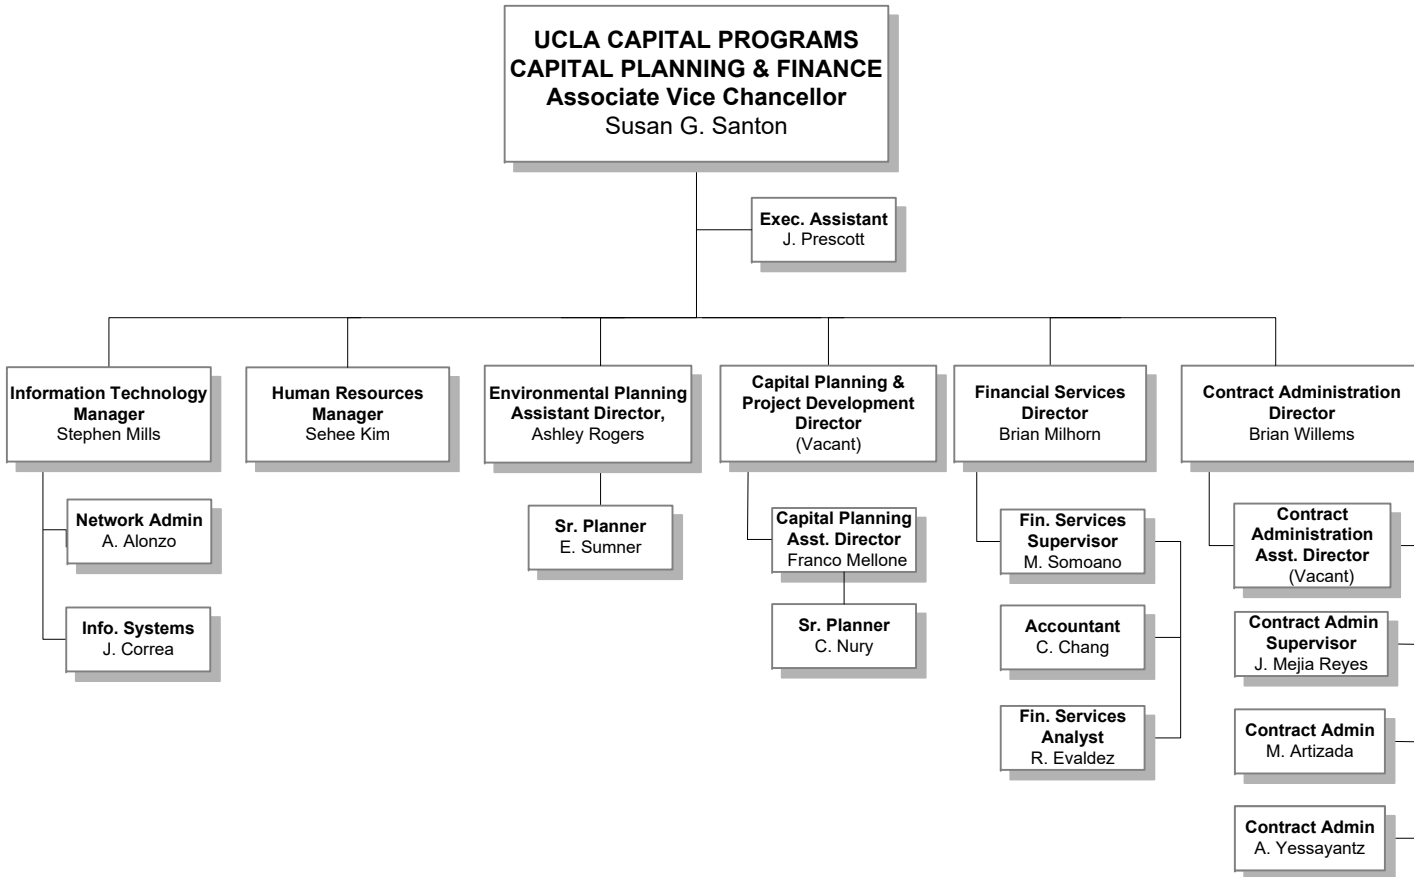 UCLA CAPITAL PROGRAMS
CAPITAL PLANNING & FINANCE
Associate Vice Chancellor
Susan G. Santon
Exec. Assistant
J. Prescott
Information Technology
Manager
Stephen Mills
Human Resources
Manager
Sehee Kim
Environmental Planning
Assistant Director,
Ashley Rogers
Capital Planning &
Project Development
Director
(Vacant)
Financial Services
Director
Brian Milhorn
Contract Administration
Director
Brian Willems
Network Admin
A. Alonzo
Info. Systems
J. Correa
Sr. Planner
E. Sumner
Capital Planning
Asst. Director
Franco Mellone
Sr. Planner
C. Nury
Fin. Services
Supervisor
M. Somoano
Accountant
C. Chang
Fin. Services
Analyst
R. Evaldez
Contract
Administration
Asst. Director
(Vacant)
Contract Admin
Supervisor
J. Mejia Reyes
Contract Admin
M. Artizada
Contract Admin
A. Yessayantz